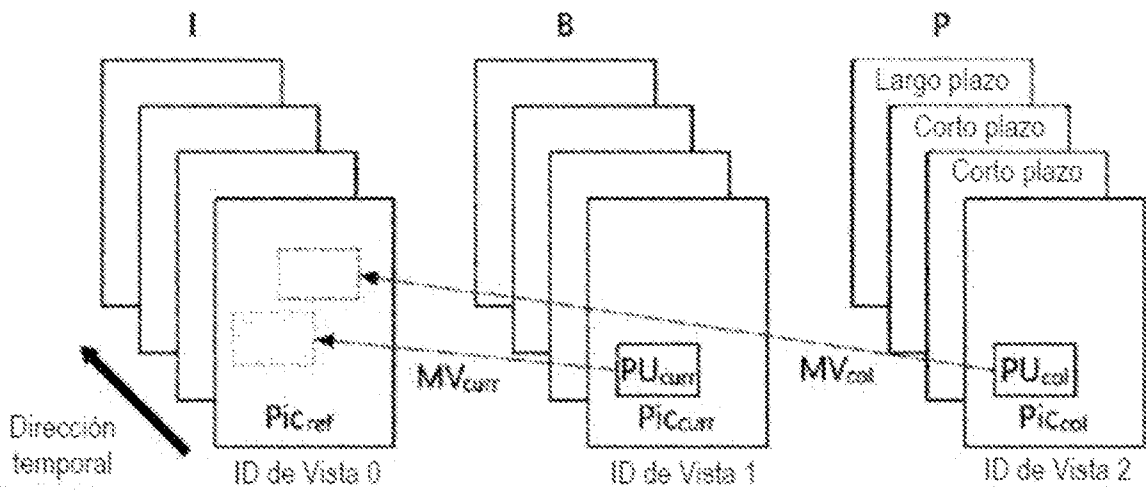 I
B
P
Largo plazo
Corto plazo
Corto plazo
MVcurr
PUcurr
MVcol
PUcol
Picref
Piccurr
Piccol
Dirección
temporal
ID de Vista 0
ID de Vista 1
ID de Vista 2